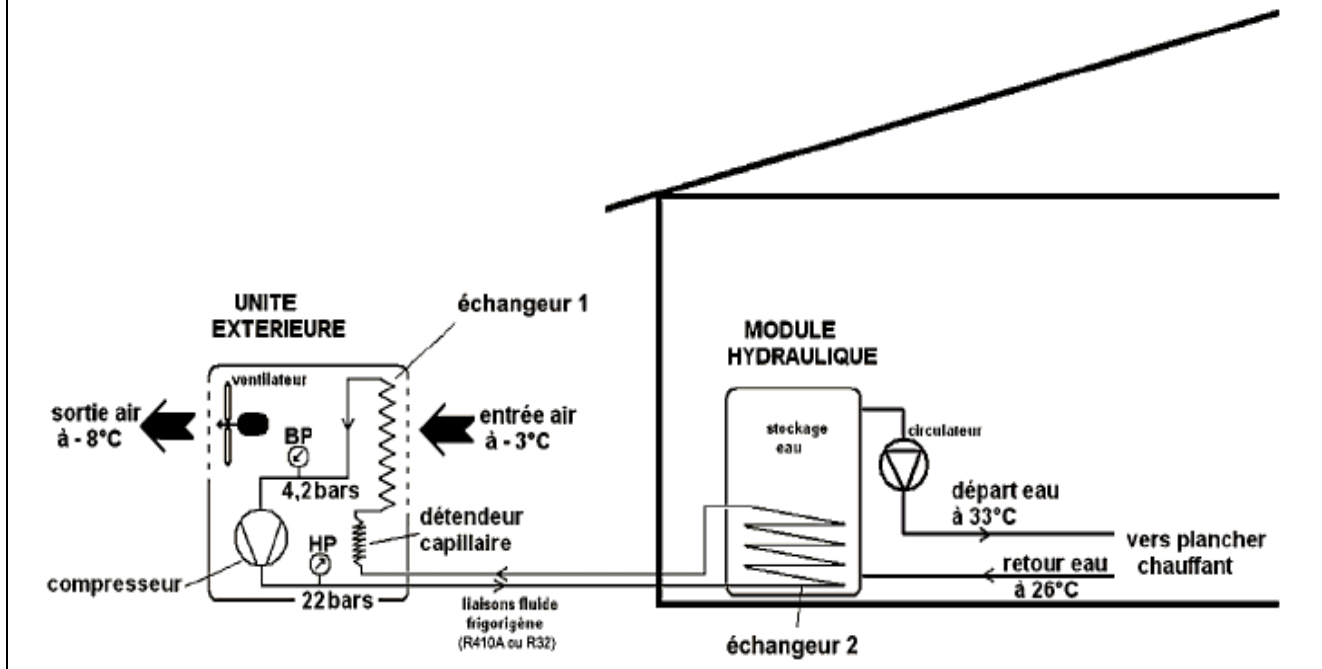 UNITE
EXTERIEURE
échangeur 1
MODULE
HYDRAULIQUE
ventilateur
sortie air
à - 8°C
entrée air
à - 3°C
BP
4,2 bars
stockage
eau
circulateur
départ eau
à 33°C
détendeur
capillaire
HP
vers plancher
chauffant
compresseur
retour eau
à 26°C
22 bars
liaisons fluide
frigorigène
(R410A ou R32)
échangeur 2